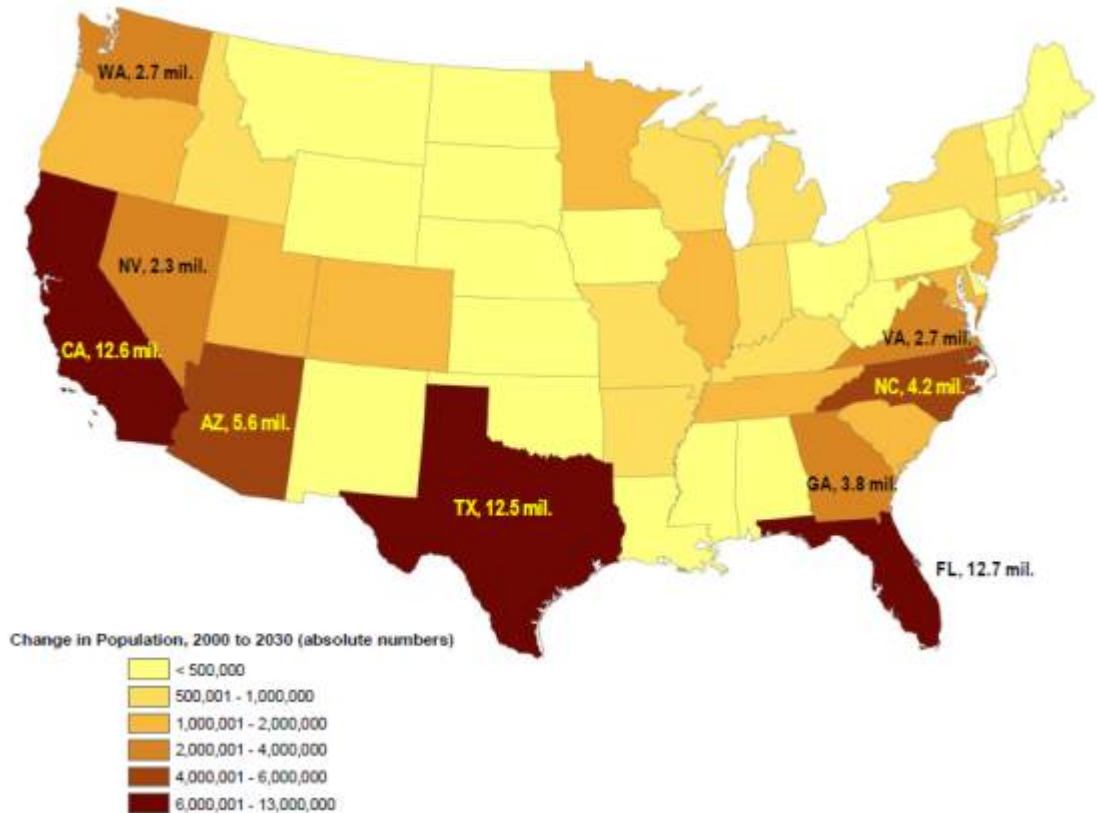 WA, 2.7 mil.
NV, 2.3 mil.
CA, 12.6 mil.
VA, 2.7 mil.
NC, 4.2 mil.
AZ, 5.6 mil.
GA, 3.8 mil.
TX, 12.5 mil.
FL, 12.7 mil.
Change in Population, 2000 to 2030 (absolute numbers)
< 500,000
500,001 - 1,000,000
1,000,001 - 2,000,000
2,000,001 - 4,000,000
4,000,001 - 6,000,000
6,000,001 - 13,000,000